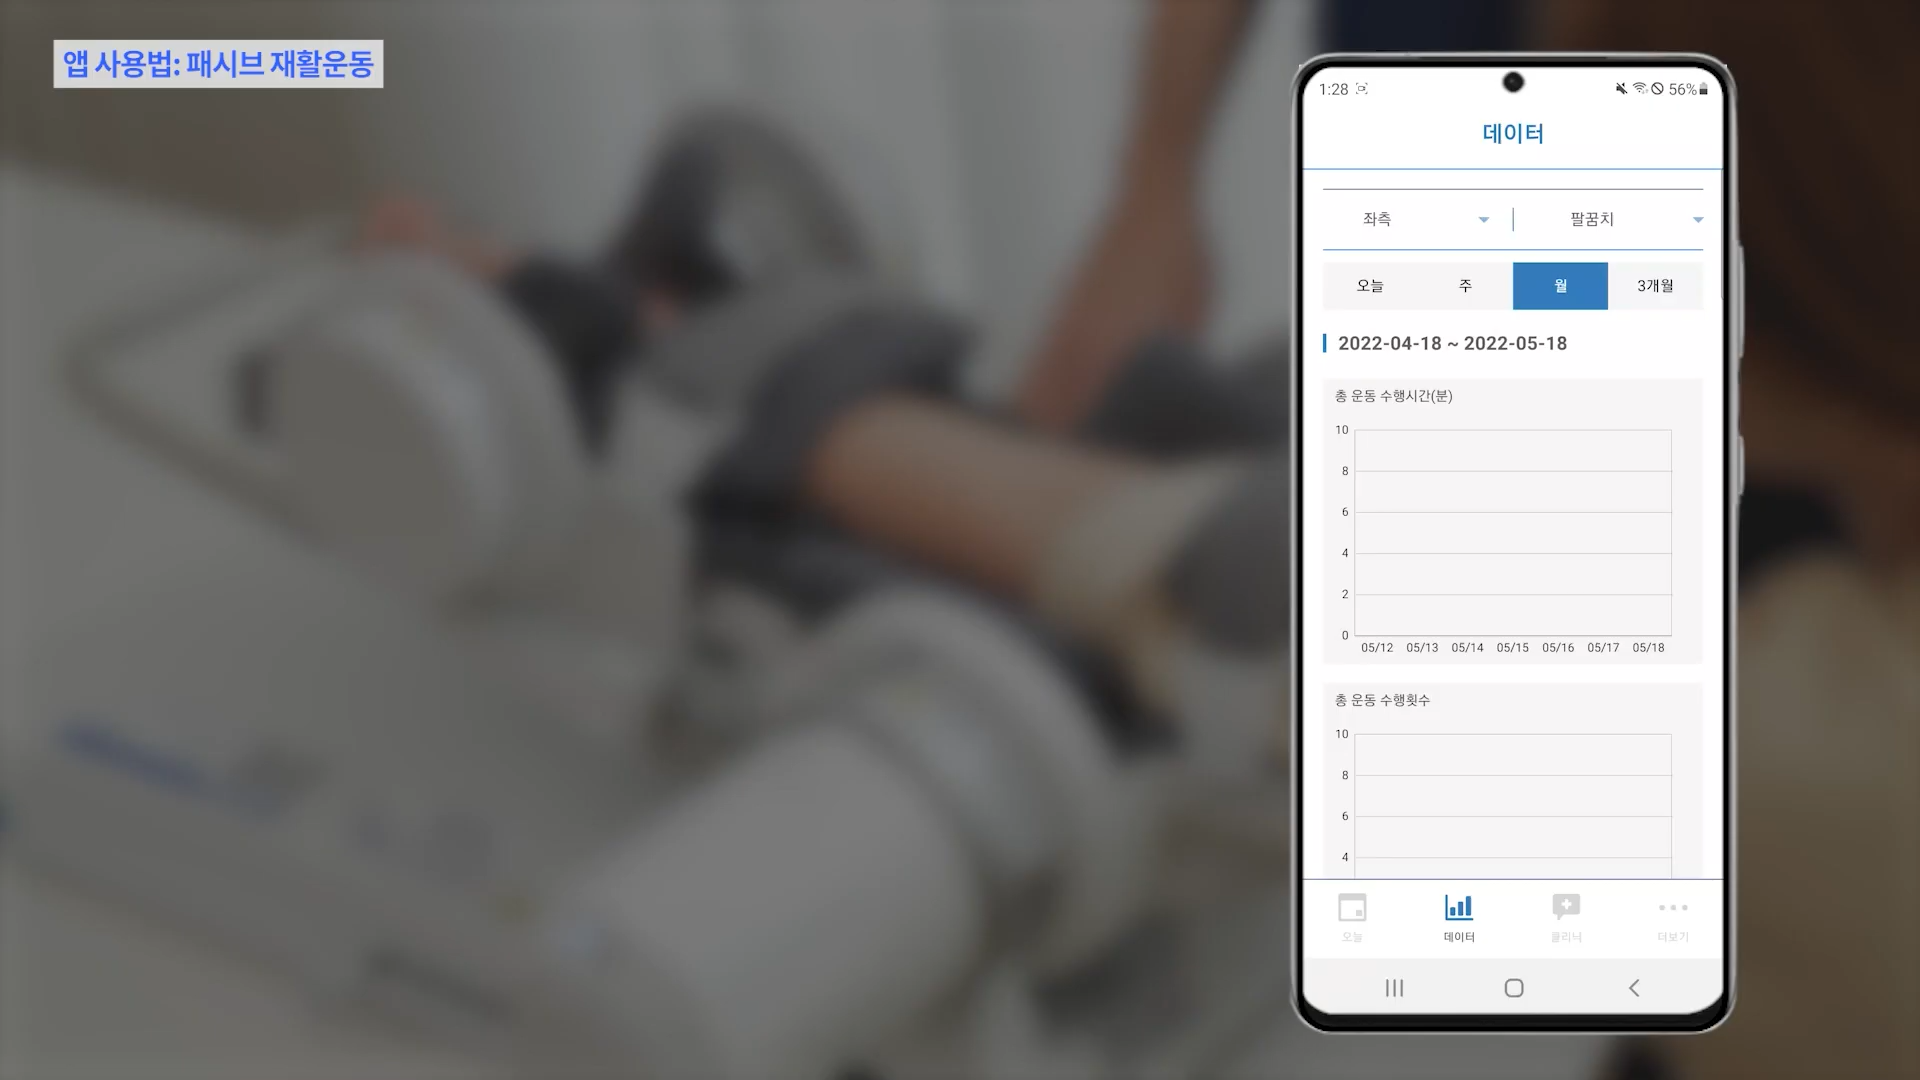 앱 사용법: 패시브 재활운동
1:28 56%
데이터
좌측 팔꿈치
오늘 주 월 3개월
2022-04-18 ~ 2022-05-18
총 운동 수행시간(분)
10
8
6
4
2
0
05/12 05/13 05/14 05/15 05/16 05/17 05/18
총 운동 수행횟수
10
8
6
4
오늘 데이터 클리닉 더보기